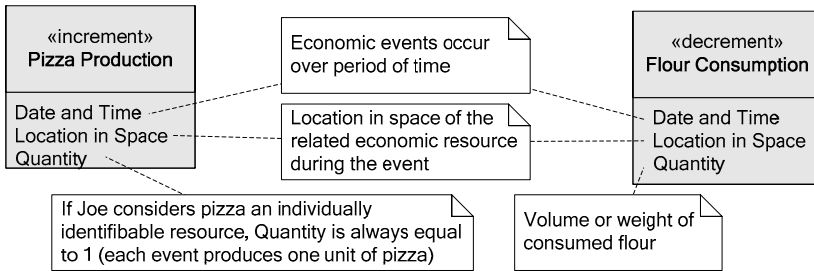 «increment»
Pizza Production
Date and Time
Location in Space
Quantity
Economic events occur
over period of time
Location in space of the
related economic resource
during the event
«decrement»
Flour Consumption
Date and Time
Location in Space
Quantity
If Joe considers pizza an individually
identifibable resource, Quantity is always equal
to 1 (each event produces one unit of pizza)
Volume or weight of
consumed flour